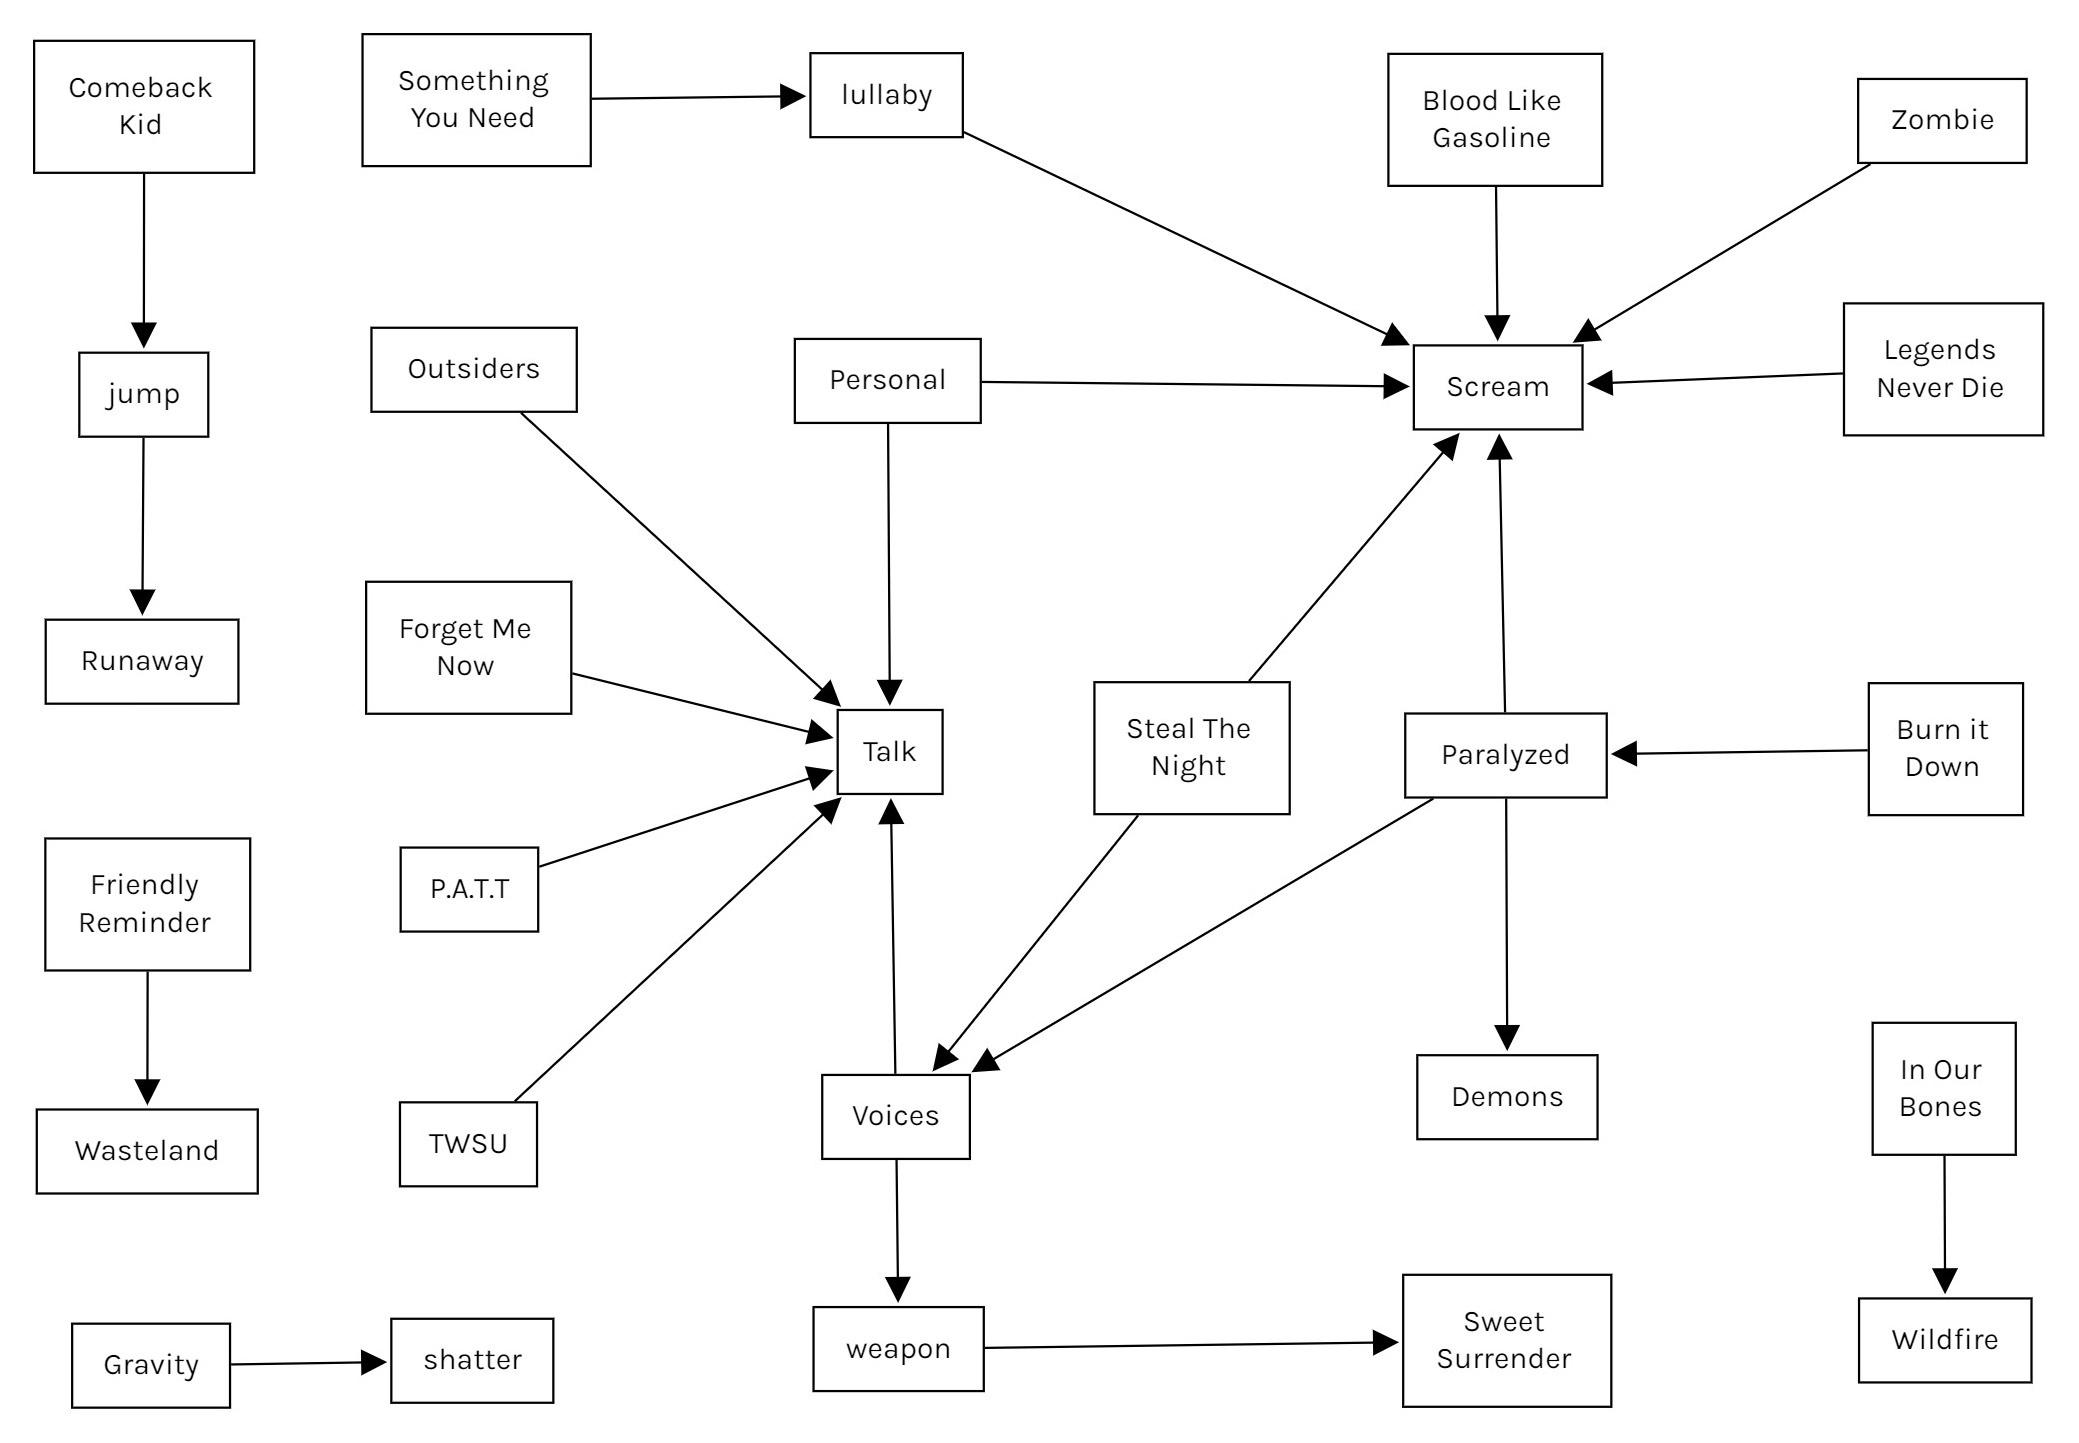 Comeback
Kid
Something
You Need
lullaby
Blood Like
Gasoline
Zombie
Outsiders
Personal
Scream
Legends
Never Die
jump
Forget Me
Now
Runaway
Talk
Steal The
Night
Paralyzed
Burn it
Down
Friendly
Reminder
P.A.T.T
Wasteland
TWSU
Voices
Demons
In Our
Bones
Gravity
shatter
weapon
Sweet
Surrender
Wildfire